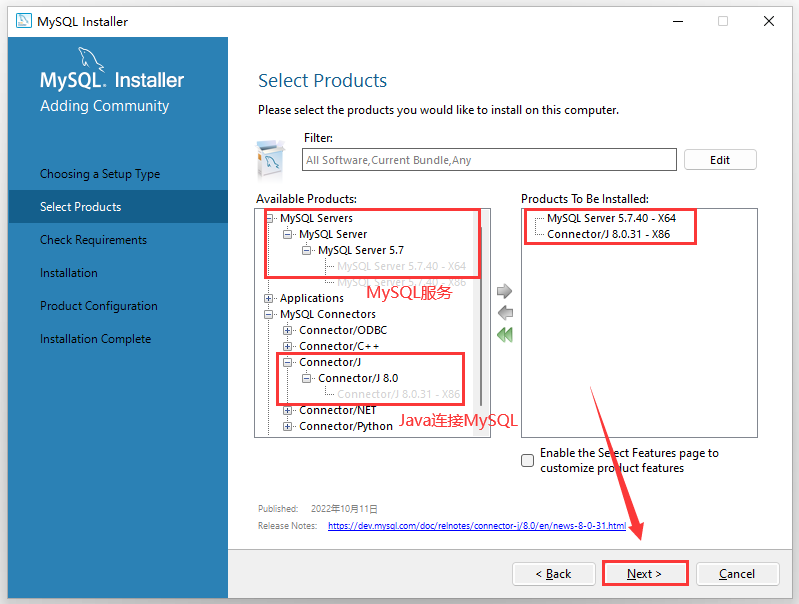 MySQL Installer
MySQL. Installer
Adding Community
Choosing a Setup Type
Select Products
Check Requirements
Installation
Product Configuration
Installation Complete
Select Products
Please select the products you would like to install on this computer.
Filter:
All Software,Current Bundle,Any
Edit
Available Products:
MySQL Servers
MySQL Server
MySQL Server 5.7
MySQL Server 5.7.40 - X64
MySQL Server 5.7.40 - X86
MySQL服务
Applications
MySQL Connectors
Connector/ODBC
Connector/C++
Connector/J
Connector/J 8.0
Connector/J 8.0.31 - X86
Connector/NET
Connector/Python
Java连接MySQL
Products To Be Installed:
MySQL Server 5.7.40 - X64
Connector/J 8.0.31 - X86
Enable the Select Features page to
customize product features
Published: 2022年10月11日
Release Notes: https://dev.mysql.com/doc/relnotes/connector-j/8.0/en/news-8-0-31.html
< Back
Next >
Cancel